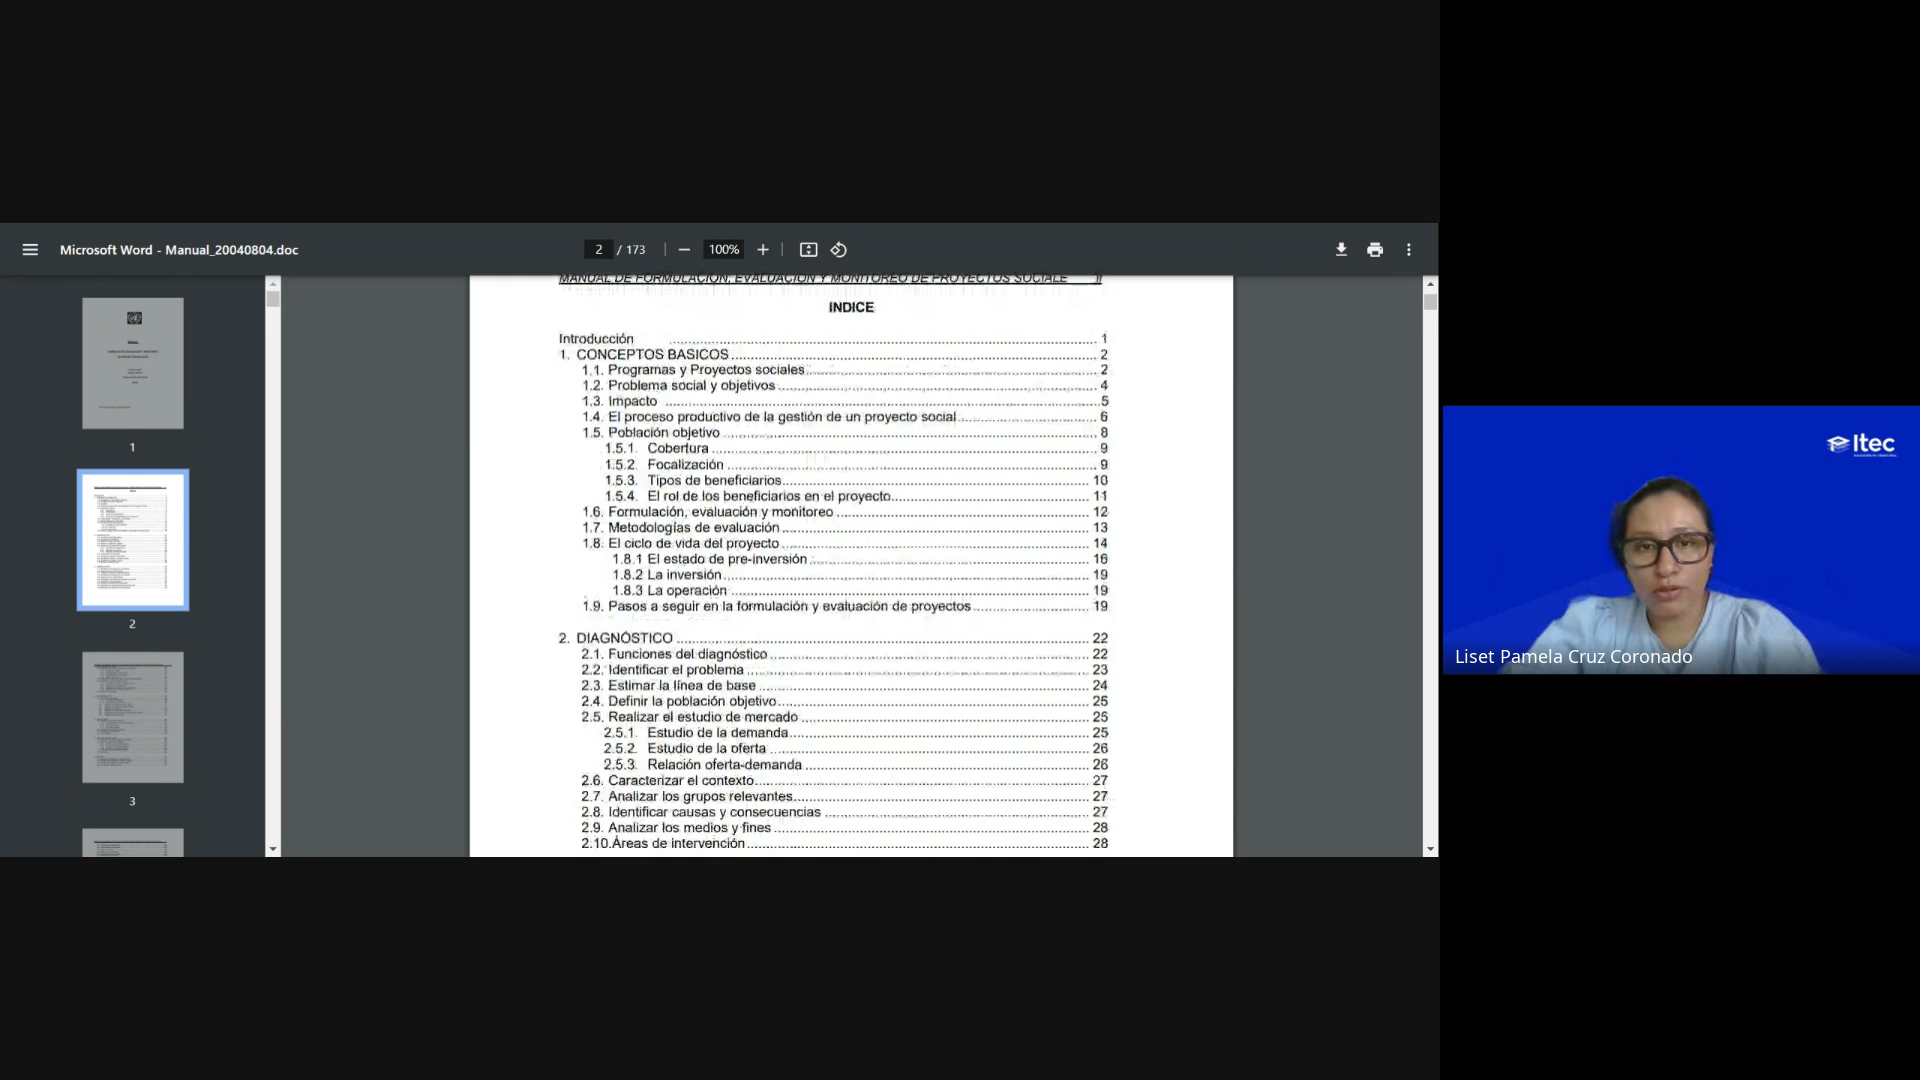 Microsoft Word - Manual_20040804.doc
2 / 173
100%
1
2
3
MANUAL DE FORMULACION, EVALUACION Y MONITOREO DE PROYECTOS SOCIALE ii
INDICE
Introducción 1
1. CONCEPTOS BASICOS 2
1.1. Programas y Proyectos sociales 2
1.2. Problema social y objetivos 4
1.3. Impacto 5
1.4. El proceso productivo de la gestión de un proyecto social 6
1.5. Población objetivo 8
1.5.1. Cobertura 9
1.5.2. Focalización 9
1.5.3. Tipos de beneficiarios 10
1.5.4. El rol de los beneficiarios en el proyecto 11
1.6. Formulación, evaluación y monitoreo 12
1.7. Metodologías de evaluación 13
1.8. El ciclo de vida del proyecto 14
1.8.1 El estado de pre-inversión 16
1.8.2 La inversión 19
1.8.3 La operación 19
1.9. Pasos a seguir en la formulación y evaluación de proyectos 19
2. DIAGNÓSTICO 22
2.1. Funciones del diagnóstico 22
2.2. Identificar el problema 23
2.3. Estimar la línea de base 24
2.4. Definir la población objetivo 25
2.5. Realizar el estudio de mercado 25
2.5.1. Estudio de la demanda 25
2.5.2. Estudio de la oferta 26
2.5.3. Relación oferta-demanda 26
2.6. Caracterizar el contexto 27
2.7. Analizar los grupos relevantes 27
2.8. Identificar causas y consecuencias 27
2.9. Analizar los medios y fines 28
2.10.Áreas de intervención 28
Itec
Liset Pamela Cruz Coronado